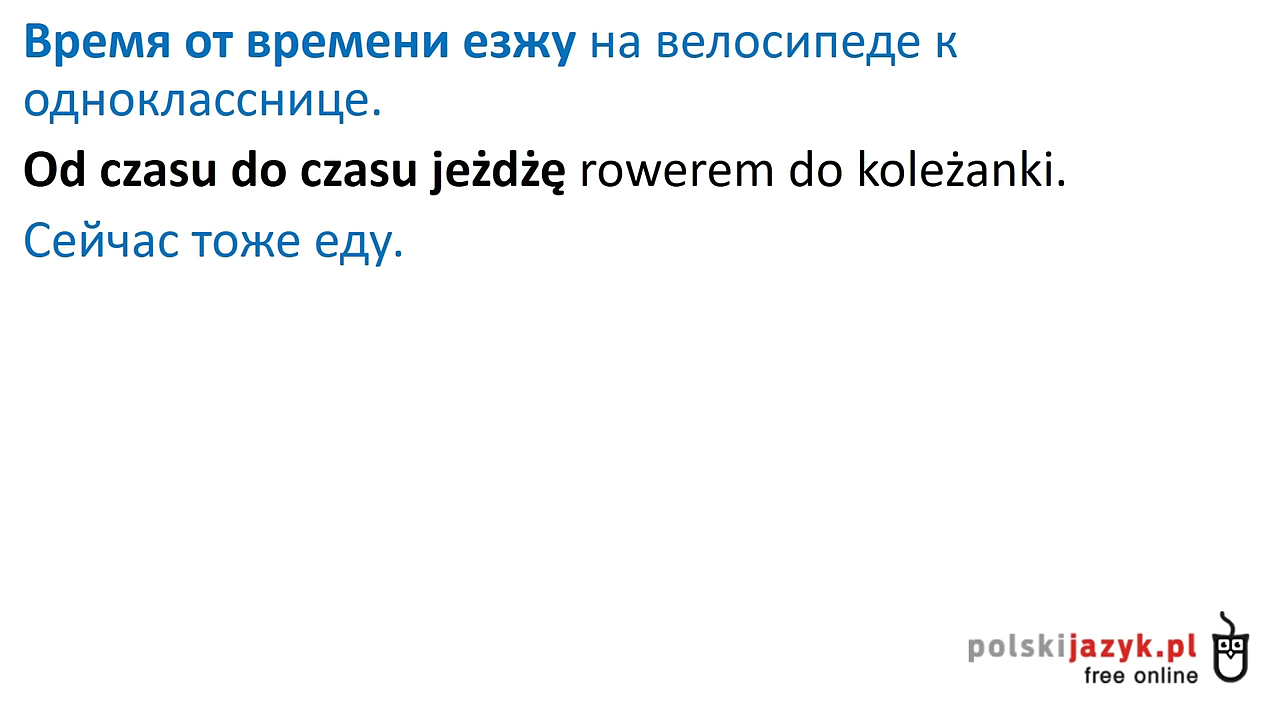 Время от времени езжу на велосипеде к
однокласснице.
Od czasu do czasu jeżdżę rowerem do koleżanki.
Сейчас тоже еду.
polskijazyk.pl
free online